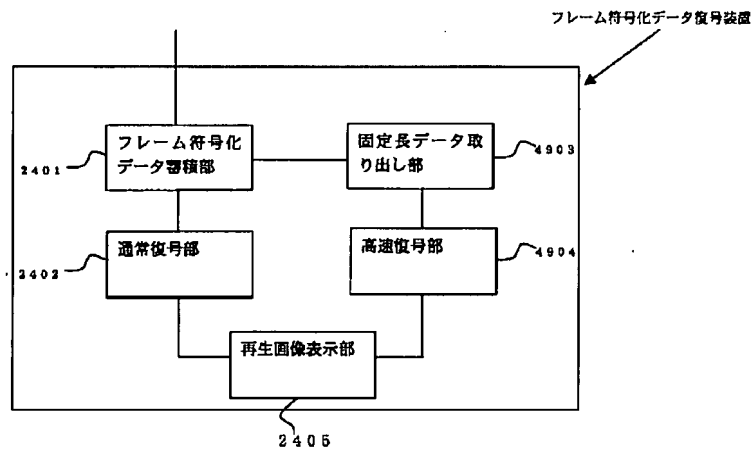 フレーム符号化データ復号装置
フレーム符号化
データ蓄積部
固定長データ取
り出し部
2401
4903
通常復号部
高速復号部
2402
4904
再生画像表示部
2405